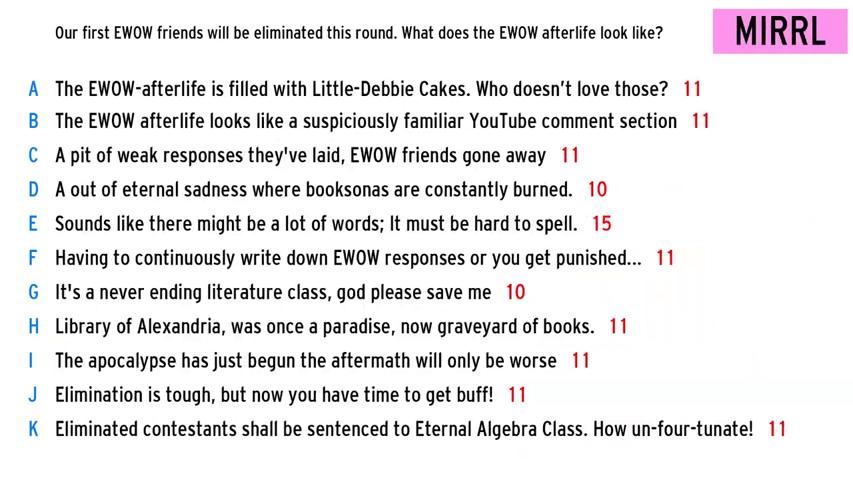 Our first EWOW friends will be eliminated this round. What does the EWOW afterlife look like?
MIRRL
A The EWOW-afterlife is filled with Little-Debbie Cakes. Who doesn't love those? 11
B The EWOW afterlife looks like a suspiciously familiar YouTube comment section 11
C A pit of weak responses they've laid, EWOW friends gone away 11
D A out of eternal sadness where booksonas are constantly burned. 10
E Sounds like there might be a lot of words; It must be hard to spell. 15
F Having to continuously write down EWOW responses or you get punished... 11
G It's a never ending literature class, god please save me 10
H Library of Alexandria, was once a paradise, now graveyard of books. 11
I The apocalypse has just begun the aftermath will only be worse 11
J Elimination is tough, but now you have time to get buff! 11
K Eliminated contestants shall be sentenced to Eternal Algebra Class. How un-four-tunate! 11